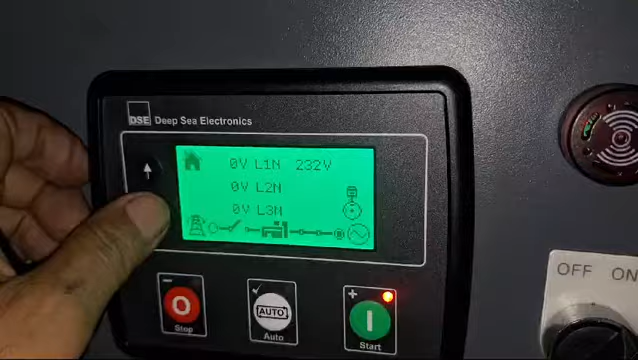 DSE Deep Sea Electronics
0V L1N 232V
0V L2N
0V L3N
Stop
AUTO
Auto
Start
OFF ON